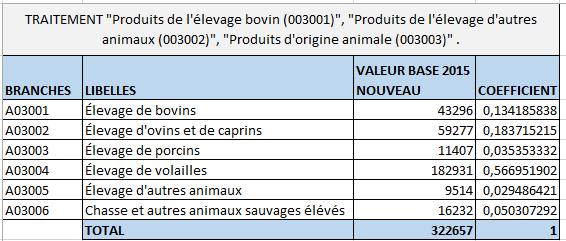 TRAITEMENT "Produits de l'élevage bovin (003001)", "Produits de l'élevage d'autres
animaux (003002)", "Produits d'origine animale (003003)" .
VALEUR BASE 2015
BRANCHES LIBELLES NOUVEAU COEFFICIENT
A03001 Élevage de bovins 43296 0,134185838
A03002 Élevage d'ovins et de caprins 59277 0,183715215
A03003 Élevage de porcins 11407 0,035353332
A03004 Élevage de volailles 182931 0,566951902
A03005 Élevage d'autres animaux 9514 0,029486421
A03006 Chasse et autres animaux sauvages élévés 16232 0,050307292
TOTAL 322657 1